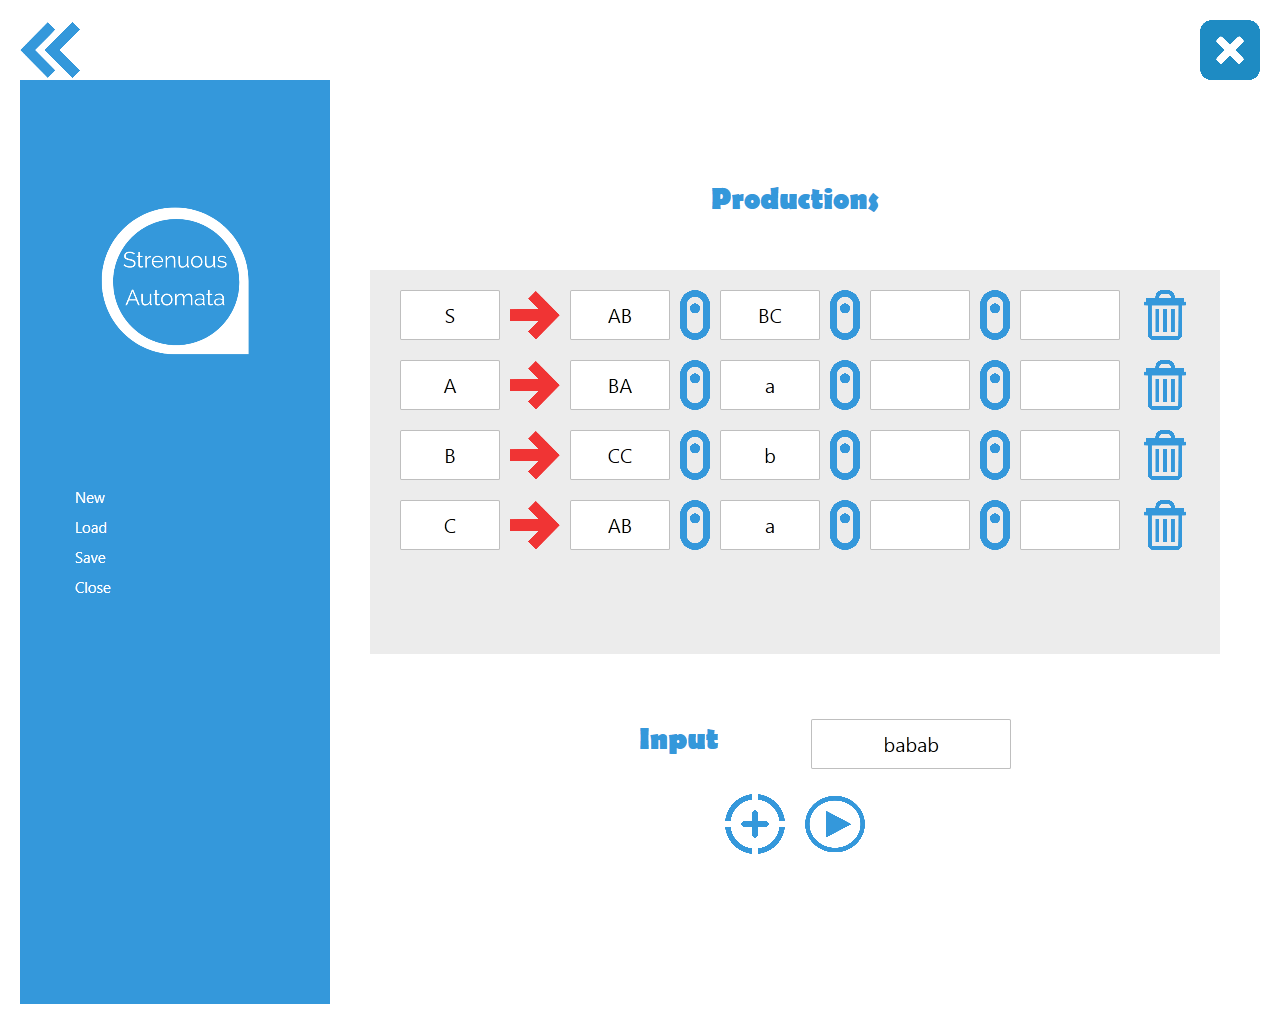 Strenuous
Automata
New
Load
Save
Close
Productions
S AB BC
A BA a
B CC b
C AB a
Input babab